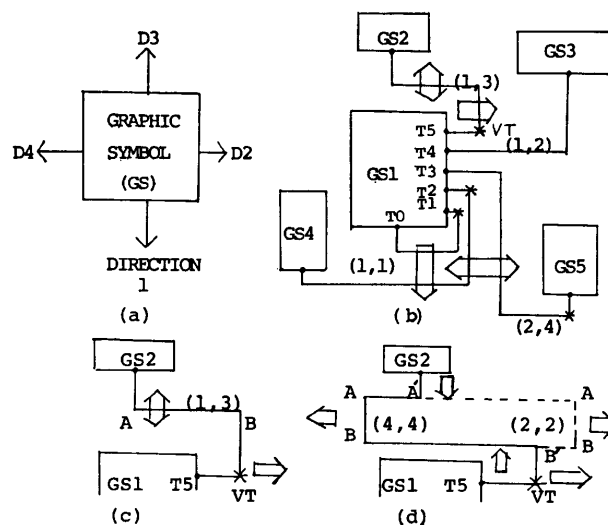 D3
GRAPHIC
SYMBOL
(GS)
D4
D2
DIRECTION
1
(a)
GS2
GS3
(1,3)
T5
VT
T4
(1,2)
T3
GS1
T2
T1
T0
GS4
GS5
(1,1)
(2,4)
(b)
GS2
(1,3)
A
B
GS1
T5
VT
(c)
GS2
A
A'
A
(4,4)
(2,2)
B
B'
B
GS1
T5
VT
(d)